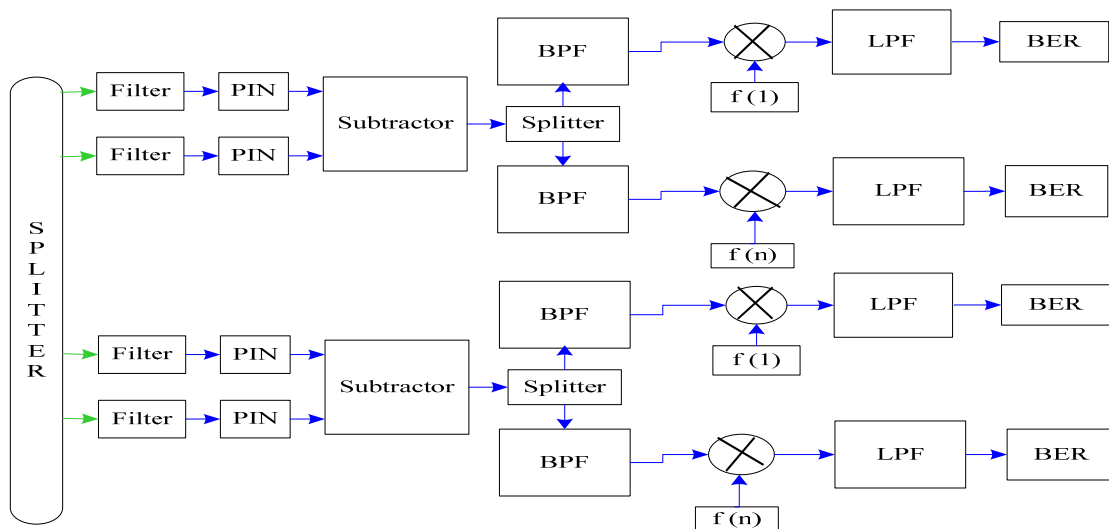 SPLITTER
Filter PIN
Filter PIN
Subtractor
Splitter
BPF
f (1)
LPF
BER
BPF
f (n)
LPF
BER
Filter PIN
Filter PIN
Subtractor
Splitter
BPF
f (1)
LPF
BER
BPF
f (n)
LPF
BER